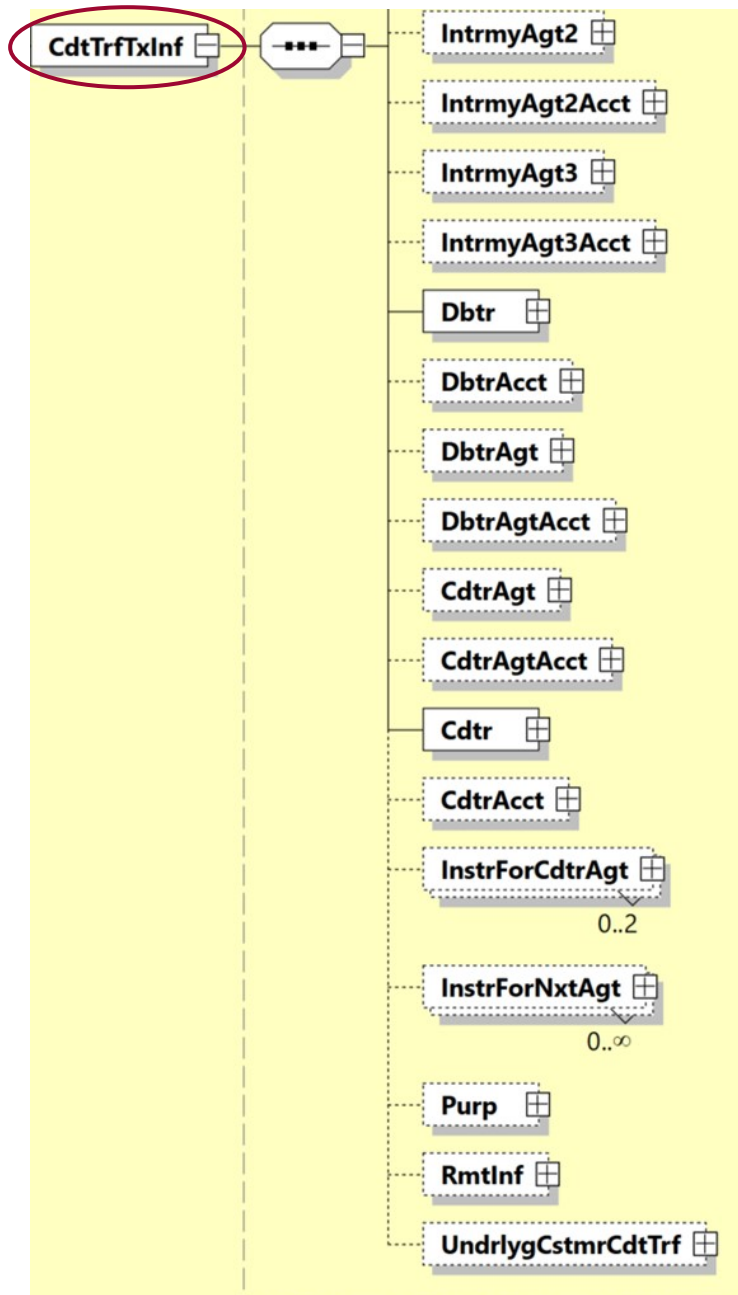 CdtTrfTxInf
IntrmyAgt2
IntrmyAgt2Acct
IntrmyAgt3
IntrmyAgt3Acct
Dbtr
DbtrAcct
DbtrAgt
DbtrAgtAcct
CdtrAgt
CdtrAgtAcct
Cdtr
CdtrAcct
InstrForCdtrAgt
0..2
InstrForNxtAgt
0..∞
Purp
RmtInf
UndrlygCstmrCdtTrf